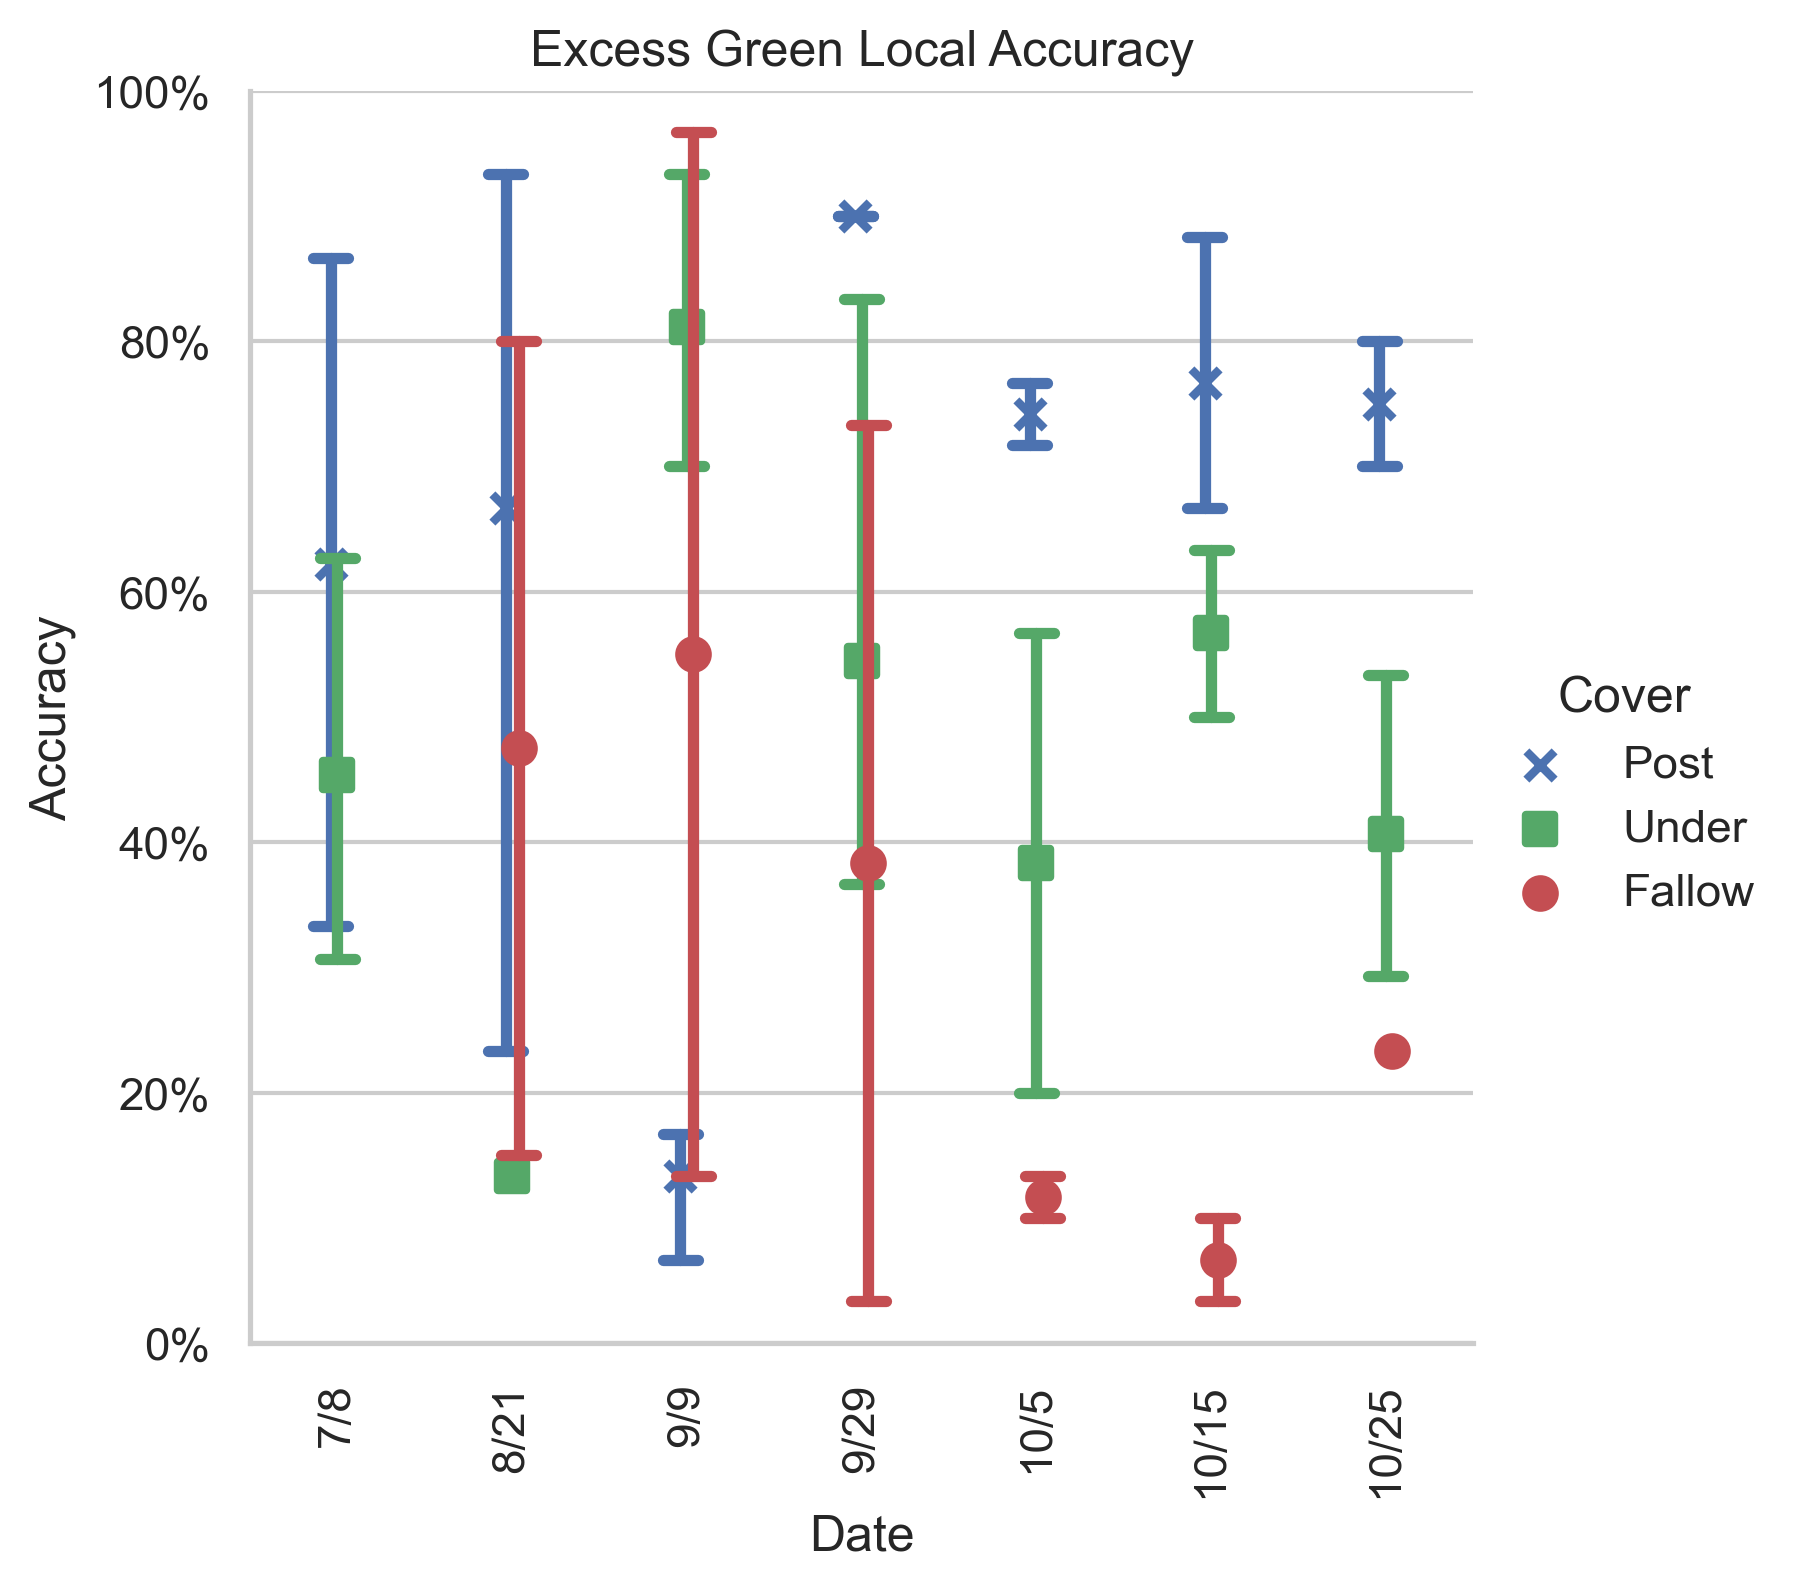 Excess Green Local Accuracy
100%
80%
60%
40%
20%
0%
Accuracy
7/8
8/21
9/9
9/29
10/5
10/15
10/25
Date
Cover
Post
Under
Fallow